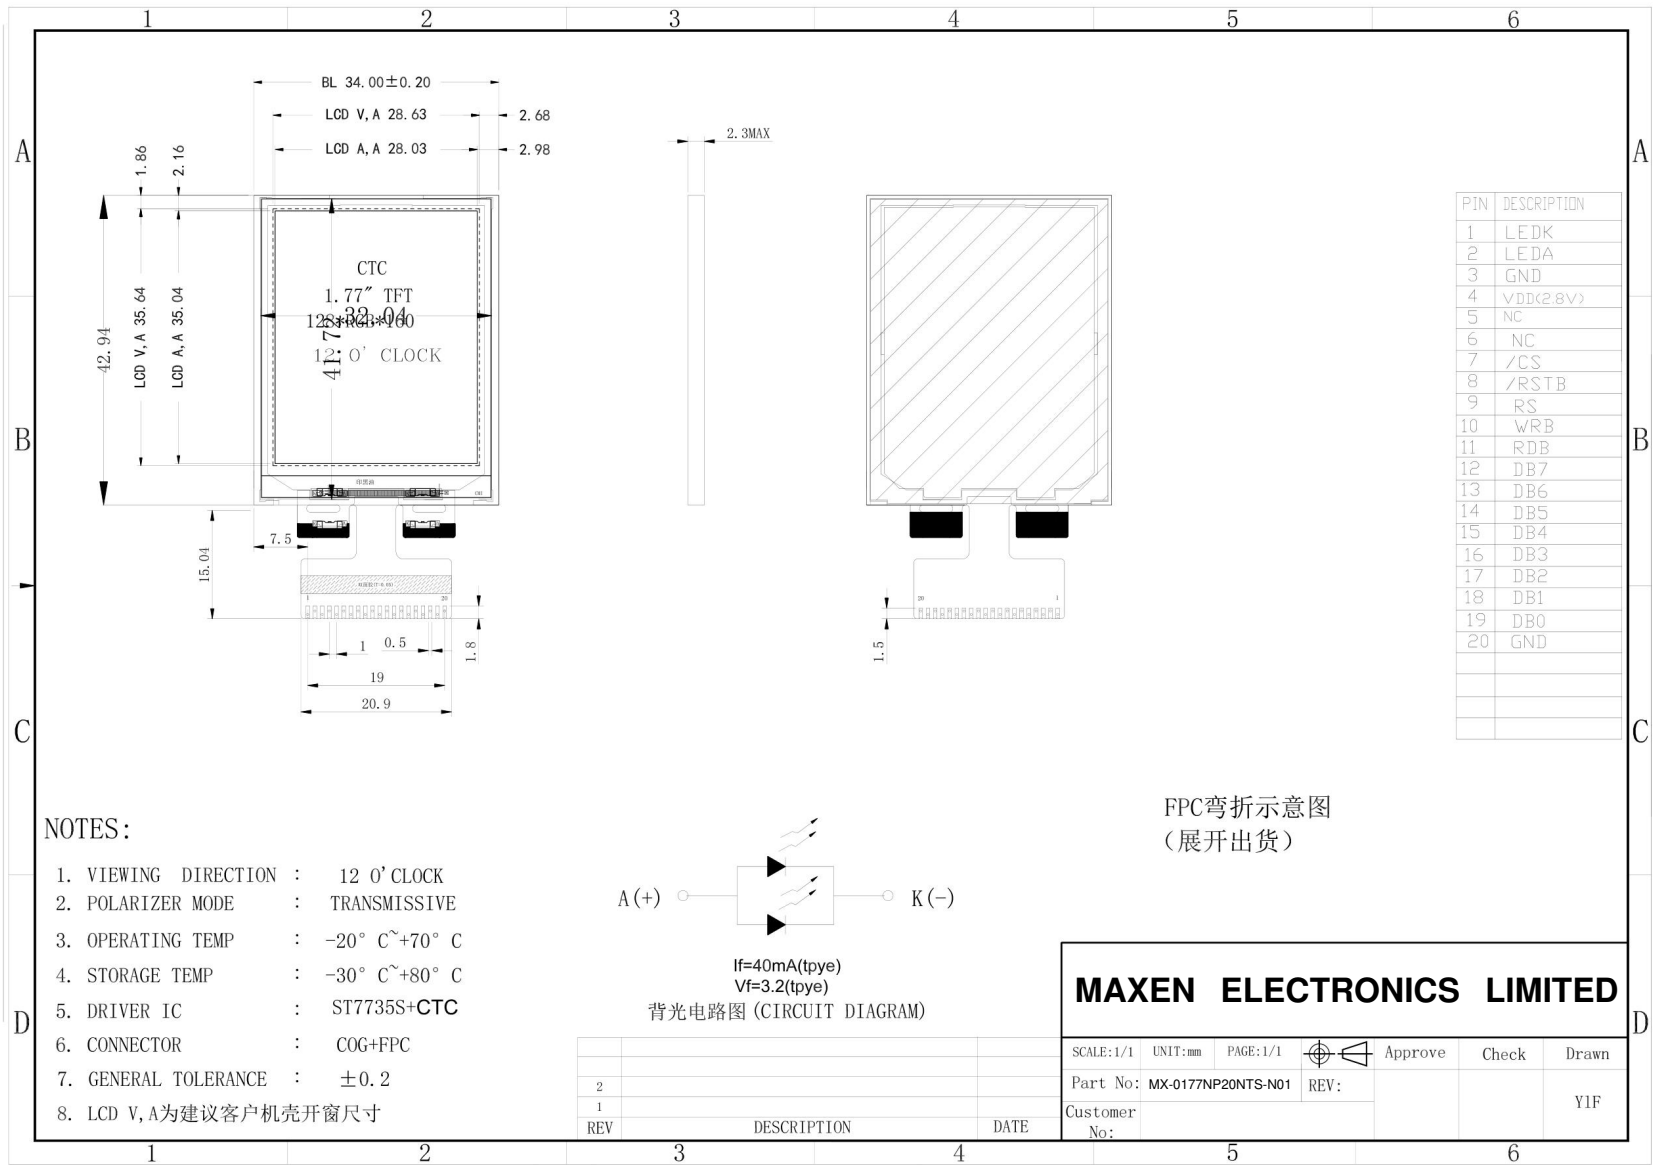 1 2 3 4 5 6
A A
B B
C C
D D
BL 34.00±0.20
LCD V,A 28.63
2.68
LCD A,A 28.03
2.98
1.86
2.16
42.94
LCD V,A 35.64
LCD A,A 35.04
CTC
1.77" TFT
128*RGB*160
32.04
12 O' CLOCK
7.5
15.04
1 20
1
0.5
1.8
19
20.9
2.3MAX
20 1
1.5
PIN DESCRIPTION
1 LEDK
2 LEDA
3 GND
4 VDD(2.8V)
5 NC
6 NC
7 /CS
8 /RSTB
9 RS
10 WRB
11 RDB
12 DB7
13 DB6
14 DB5
15 DB4
16 DB3
17 DB2
18 DB1
19 DB0
20 GND
FPC弯折示意图
（展开出货）
NOTES:
1. VIEWING DIRECTION : 12 O'CLOCK
2. POLARIZER MODE : TRANSMISSIVE
3. OPERATING TEMP : -20° C~+70° C
4. STORAGE TEMP : -30° C~+80° C
5. DRIVER IC : ST7735S+CTC
6. CONNECTOR : COG+FPC
7. GENERAL TOLERANCE : ±0.2
8. LCD V,A为建议客户机壳开窗尺寸
A(+) K(-)
If=40mA(tpye)
Vf=3.2(tpye)
背光电路图(CIRCUIT DIAGRAM)
2
1
REV DESCRIPTION DATE
MAXEN ELECTRONICS LIMITED
SCALE:1/1 UNIT:mm PAGE:1/1 Approve Check Drawn
Part No: MX-0177NP20NTS-N01 REV:
Customer
No:
Y1F
1 2 3 4 5 6